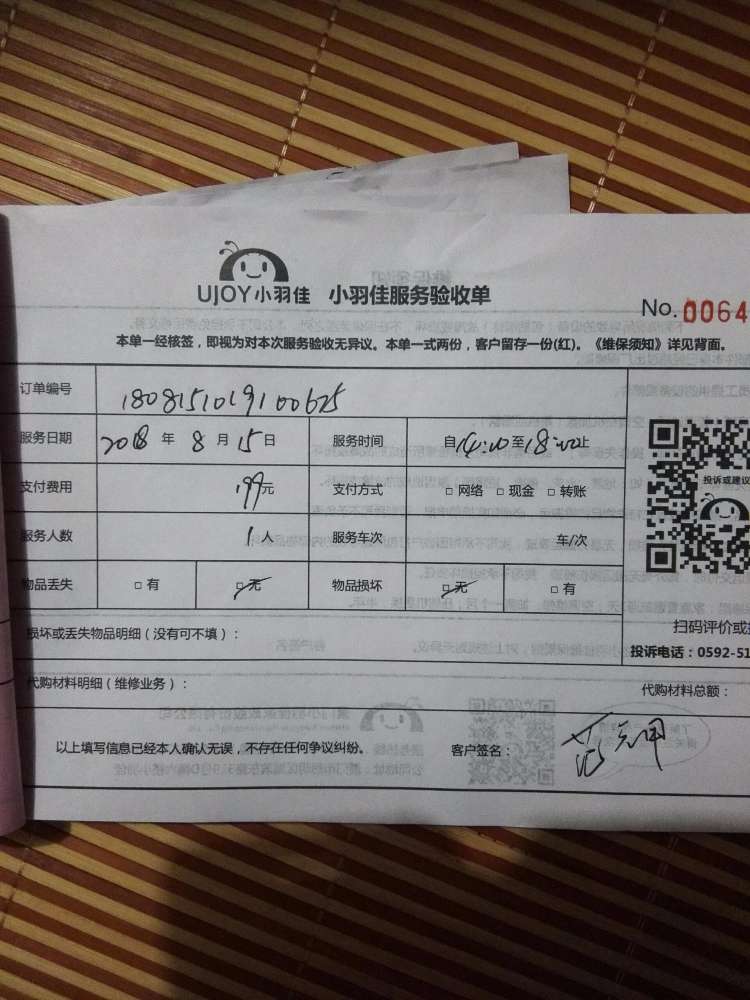 UJOY小羽佳 小羽佳服务验收单
No.0064
本单一经核签，即视为对本次服务验收无异议。本单一式两份，客户留存一份(红)。《维保须知》详见背面。
订单编号 1808151019100625
服务日期 2018 年 8 月 15 日 服务时间 自 14:00 至 18:00 止
支付费用 199元 支付方式 □ 网络 □ 现金 □ 转账
投诉或建议
服务人数 1 人 服务车次 车/次
物品丢失 □ 有 □ 无 物品损坏 □ 无 □ 有
扫码评价或
损坏或丢失物品明细（没有可不填）：
投诉电话：0592-51
代购材料明细（维修业务）：
代购材料总额：
以上填写信息已经本人确认无误，不存在任何争议纠纷。 客户签名：